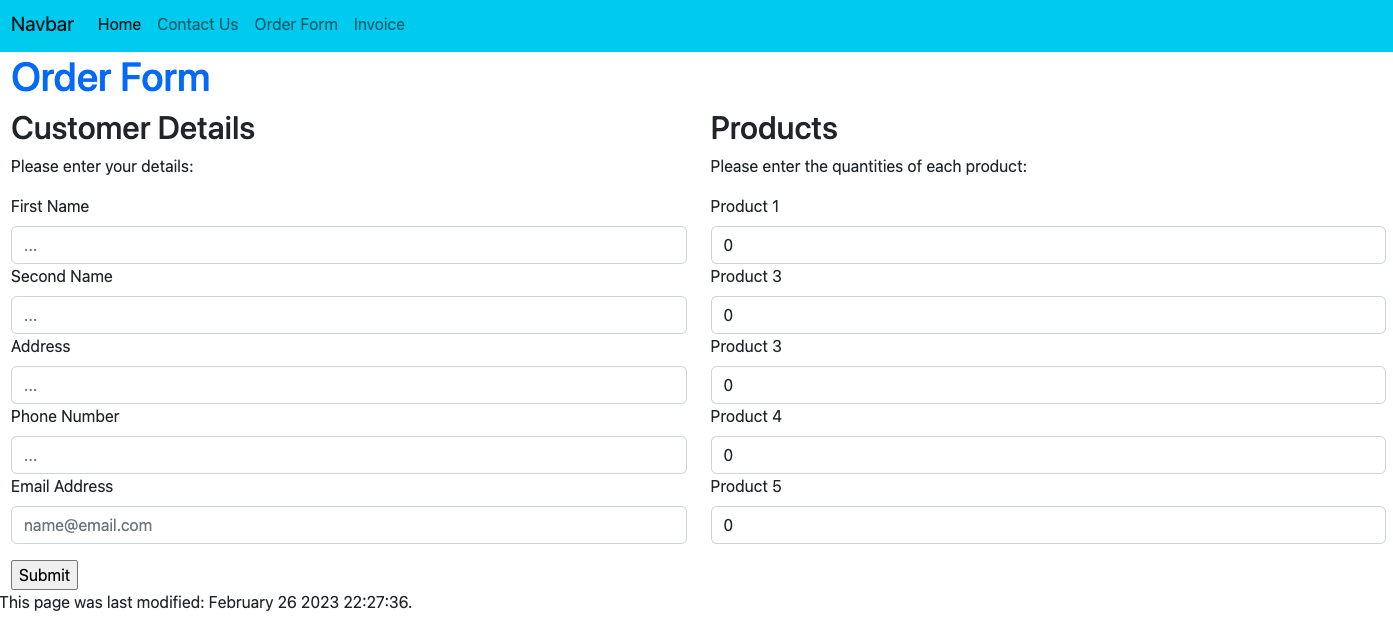 Navbar Home Contact Us Order Form Invoice
Order Form
Customer Details
Please enter your details:
First Name
...
Second Name
...
Address
...
Phone Number
...
Email Address
name@email.com
Products
Please enter the quantities of each product:
Product 1
0
Product 3
0
Product 3
0
Product 4
0
Product 5
0
Submit
This page was last modified: February 26 2023 22:27:36.